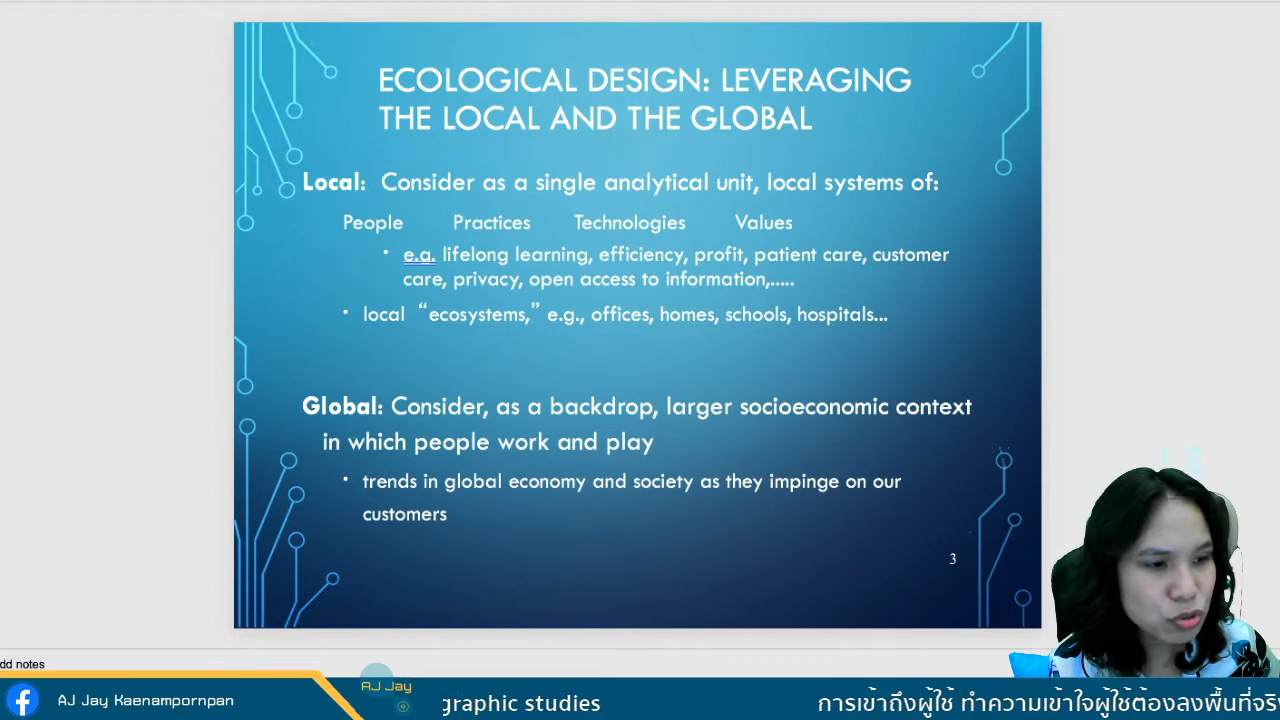 ECOLOGICAL DESIGN: LEVERAGING
THE LOCAL AND THE GLOBAL
Local: Consider as a single analytical unit, local systems of:
People Practices Technologies Values
• e.g. lifelong learning, efficiency, profit, patient care, customer
care, privacy, open access to information,.....
• local “ecosystems,” e.g., offices, homes, schools, hospitals...
Global: Consider, as a backdrop, larger socioeconomic context
in which people work and play
• trends in global economy and society as they impinge on our
customers
3
dd notes
AJ Jay Kaenampornpan
AJ Jay
graphic studies
การเข้าถึงผู้ใช้ ทำความเข้าใจผู้ใช้ต้องลงพื้นที่จริ